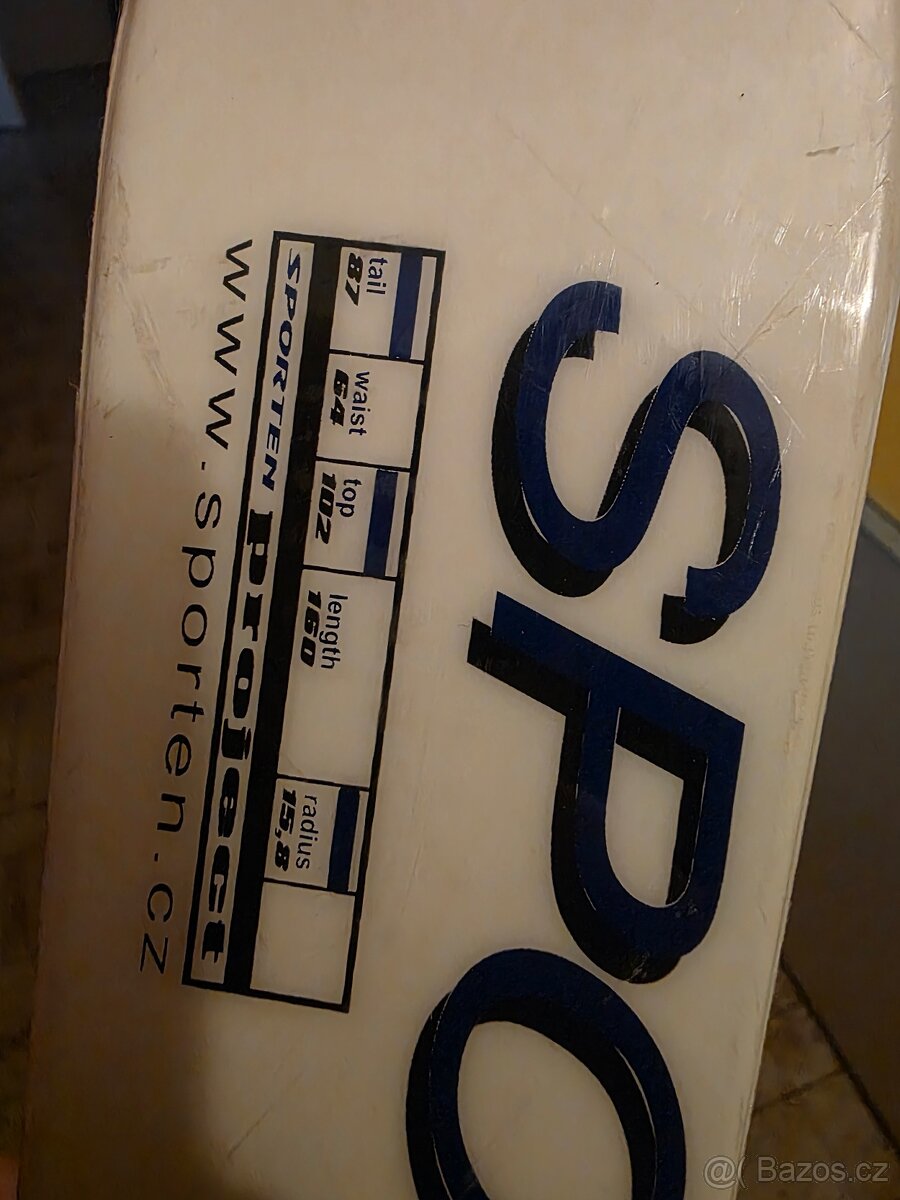 SPO
tail waist top length radius
87 64 102 160 15,8
SPORTEN project
www.sporten.cz
@( Bazos.cz